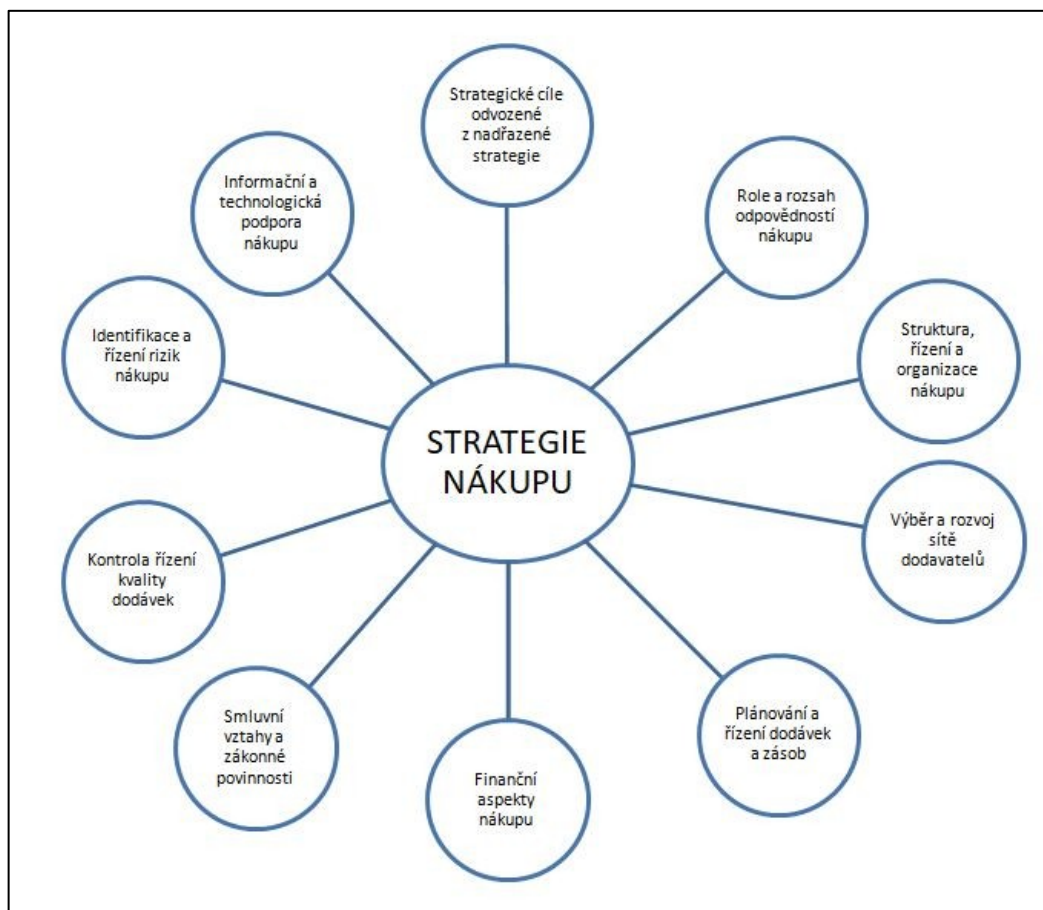 Strategické cíle
odvozené
z nadřazené
strategie
Role a rozsah
odpovědností
nákupu
Struktura,
řízení a
organizace
nákupu
Výběr a rozvoj
sítě
dodavatelů
Plánování a
řízení dodávek
a zásob
Finanční
aspekty
nákupu
Smluvní
vztahy a
zákonné
povinnosti
Kontrola řízení
kvality
dodávek
Identifikace a
řízení rizik
nákupu
Informační a
technologická
podpora
nákupu
STRATEGIE
NÁKUPU